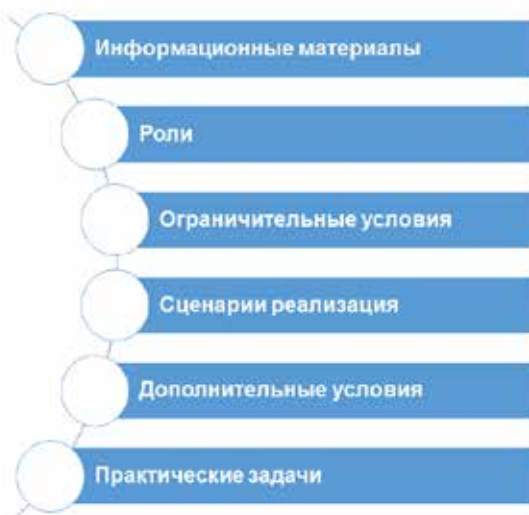 Информационные материалы
Роли
Ограничительные условия
Сценарии реализация
Дополнительные условия
Практические задачи